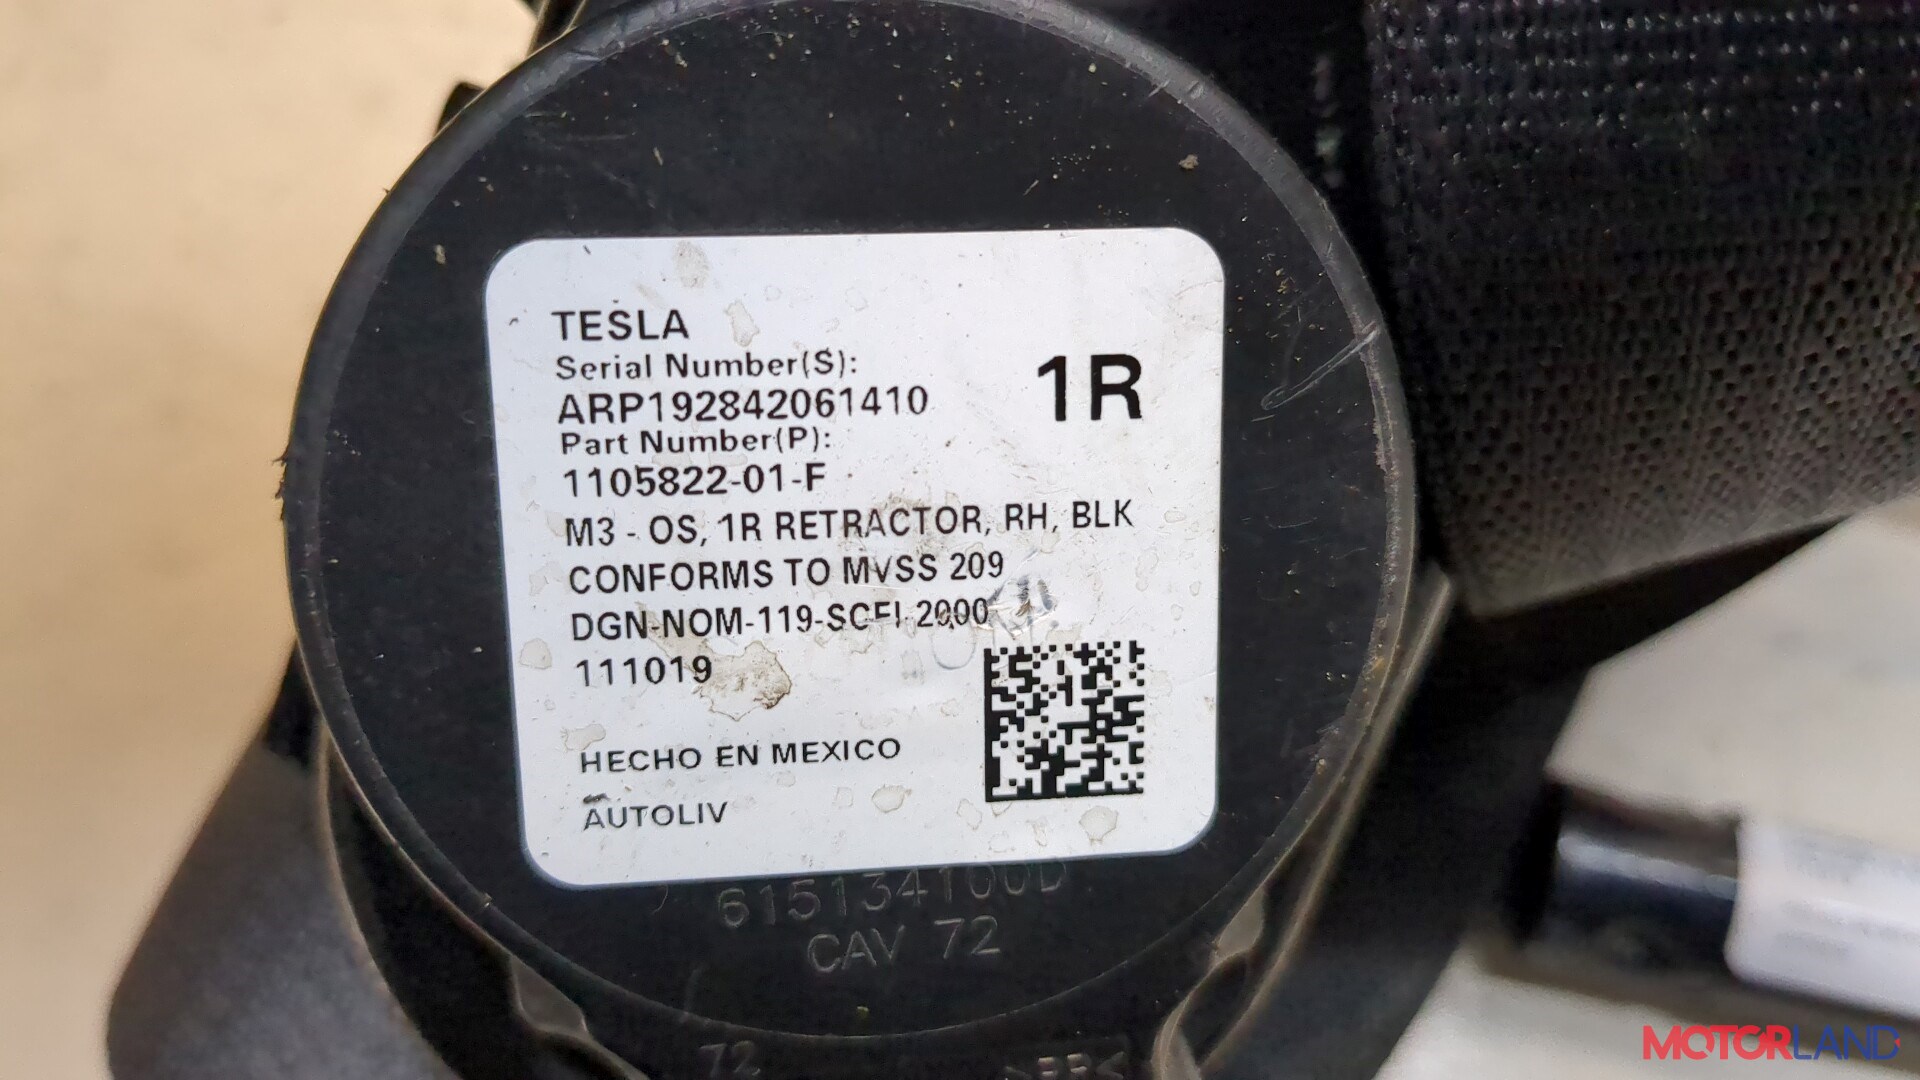 TESLA
Serial Number(S):
ARP192842061410
1R
Part Number(P):
1105822-01-F
M3 - OS, 1R RETRACTOR, RH, BLK
CONFORMS TO MVSS 209
DGN-NOM-119-SCFI-2000
111019
HECHO EN MEXICO
AUTOLIV
615134100D
CAV 72
72
MOTORLAND